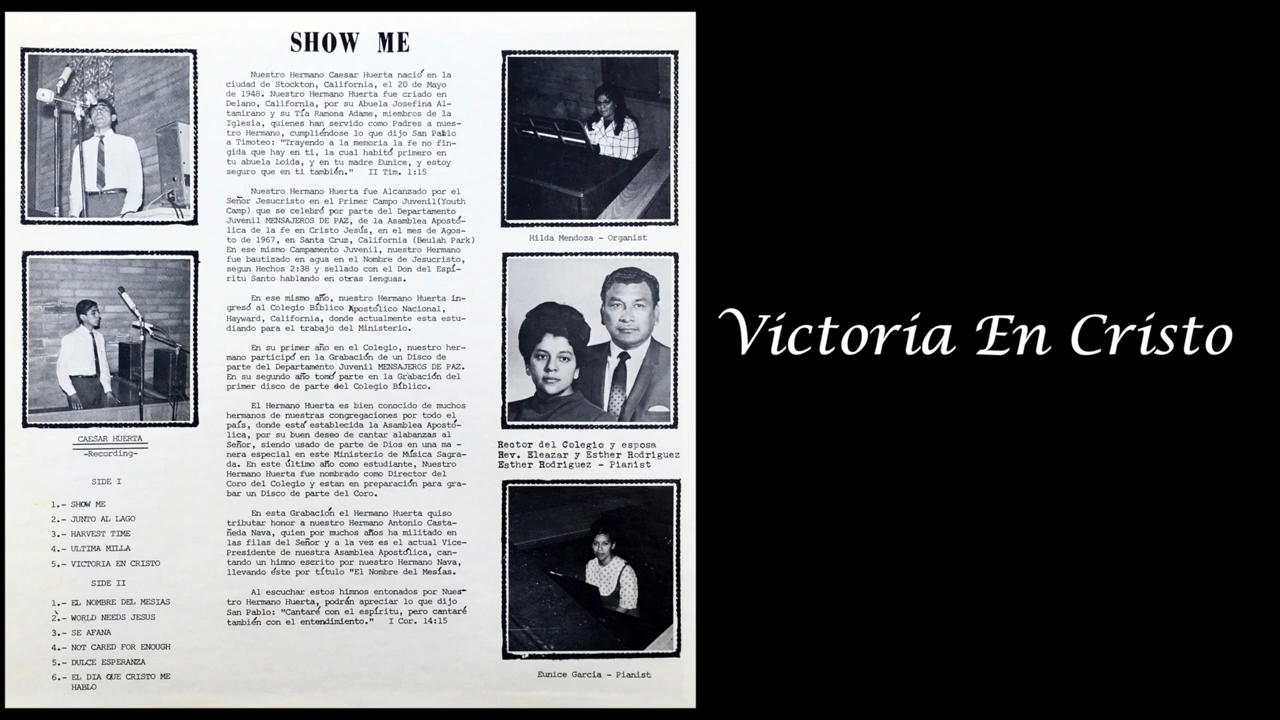 SHOW ME
Nuestro Hermano Caesar Huerta nació en la
ciudad de Stockton, California, el 20 de Mayo
de 1948. Nuestro Hermano Huerta fue criado en
Delano, California, por su Abuela Josefina Al-
tamirano y su Tía Ramona Adame, miembros de la
Iglesia, quienes han servido como Padres a nues-
tro Hermano, cumpliéndose lo que dijo San Pablo
a Timoteo: "Trayendo a la memoria la fe no fin-
gida que hay en ti, la cual habitó primero en
tu abuela Loida, y en tu madre Eunice, y estoy
seguro que en ti también." II Tim. 1:15
Nuestro Hermano Huerta fue Alcanzado por el
Señor Jesucristo en el Primer Campo Juvenil(Youth
Camp) que se celebró por parte del Departamento
Juvenil MENSAJEROS DE PAZ, de la Asamblea Apostó-
lica de la fe en Cristo Jesús, en el mes de Agos-
to de 1967, en Santa Cruz, California (Beulah Park)
En ese mismo Campamento Juvenil, nuestro Hermano
fue bautizado en agua en el Nombre de Jesucristo,
segun Hechos 2:38 y sellado con el Don del Espí-
ritu Santo hablando en otras lenguas.
En ese mismo año, nuestro Hermano Huerta in-
gresó al Colegio Bíblico Apostólico Nacional,
Hayward, California, donde actualmente esta estu-
diando para el trabajo del Ministerio.
En su primer año en el Colegio, nuestro her-
mano participó en la Grabación de un Disco de
parte del Departamento Juvenil MENSAJEROS DE PAZ.
En su segundo año tomó parte en la Grabación del
primer disco de parte del Colegio Bíblico.
El Hermano Huerta es bien conocido de muchos
hermanos de nuestras congregaciones por todo el
país, donde está establecida la Asamblea Apostó-
lica, por su buen deseo de cantar alabanzas al
Señor, siendo usado de parte de Dios en una ma -
nera especial en este Ministerio de Música Sagra-
da. En este último año como estudiante, Nuestro
Hermano Huerta fue nombrado como Director del
Coro del Colegio y estan en preparación para gra-
bar un Disco de parte del Coro.
En esta Grabación el Hermano Huerta quiso
tributar honor a nuestro Hermano Antonio Casta-
ñeda Nava, quien por muchos años ha militado en
las filas del Señor y a la vez es el actual Vice-
Presidente de nuestra Asamblea Apostólica, can-
tando un himno escrito por nuestro Hermano Nava,
llevando éste por título "El Nombre del Mesías.
Al escuchar estos himnos entonados por Nues-
tro Hermano Huerta, podrán apreciar lo que dijo
San Pablo: "Cantaré con el espíritu, pero cantaré
también con el entendimiento." I Cor. 14:15
CAESAR HUERTA
-Recording-
SIDE I
1.- SHOW ME
2.- JUNTO AL LAGO
3.- HARVEST TIME
4.- ULTIMA MILLA
5.- VICTORIA EN CRISTO
SIDE II
1.- EL NOMBRE DEL MESIAS
2.- WORLD NEEDS JESUS
3.- SE AFANA
4.- NOT CARED FOR ENOUGH
5.- DULCE ESPERANZA
6.- EL DIA QUE CRISTO ME
HABLO
Hilda Mendoza - Organist
Rector del Colegio y esposa
Rev. Eleazar y Esther Rodriguez
Esther Rodriguez - Pianist
Eunice Garcia - Pianist
Victoria En Cristo